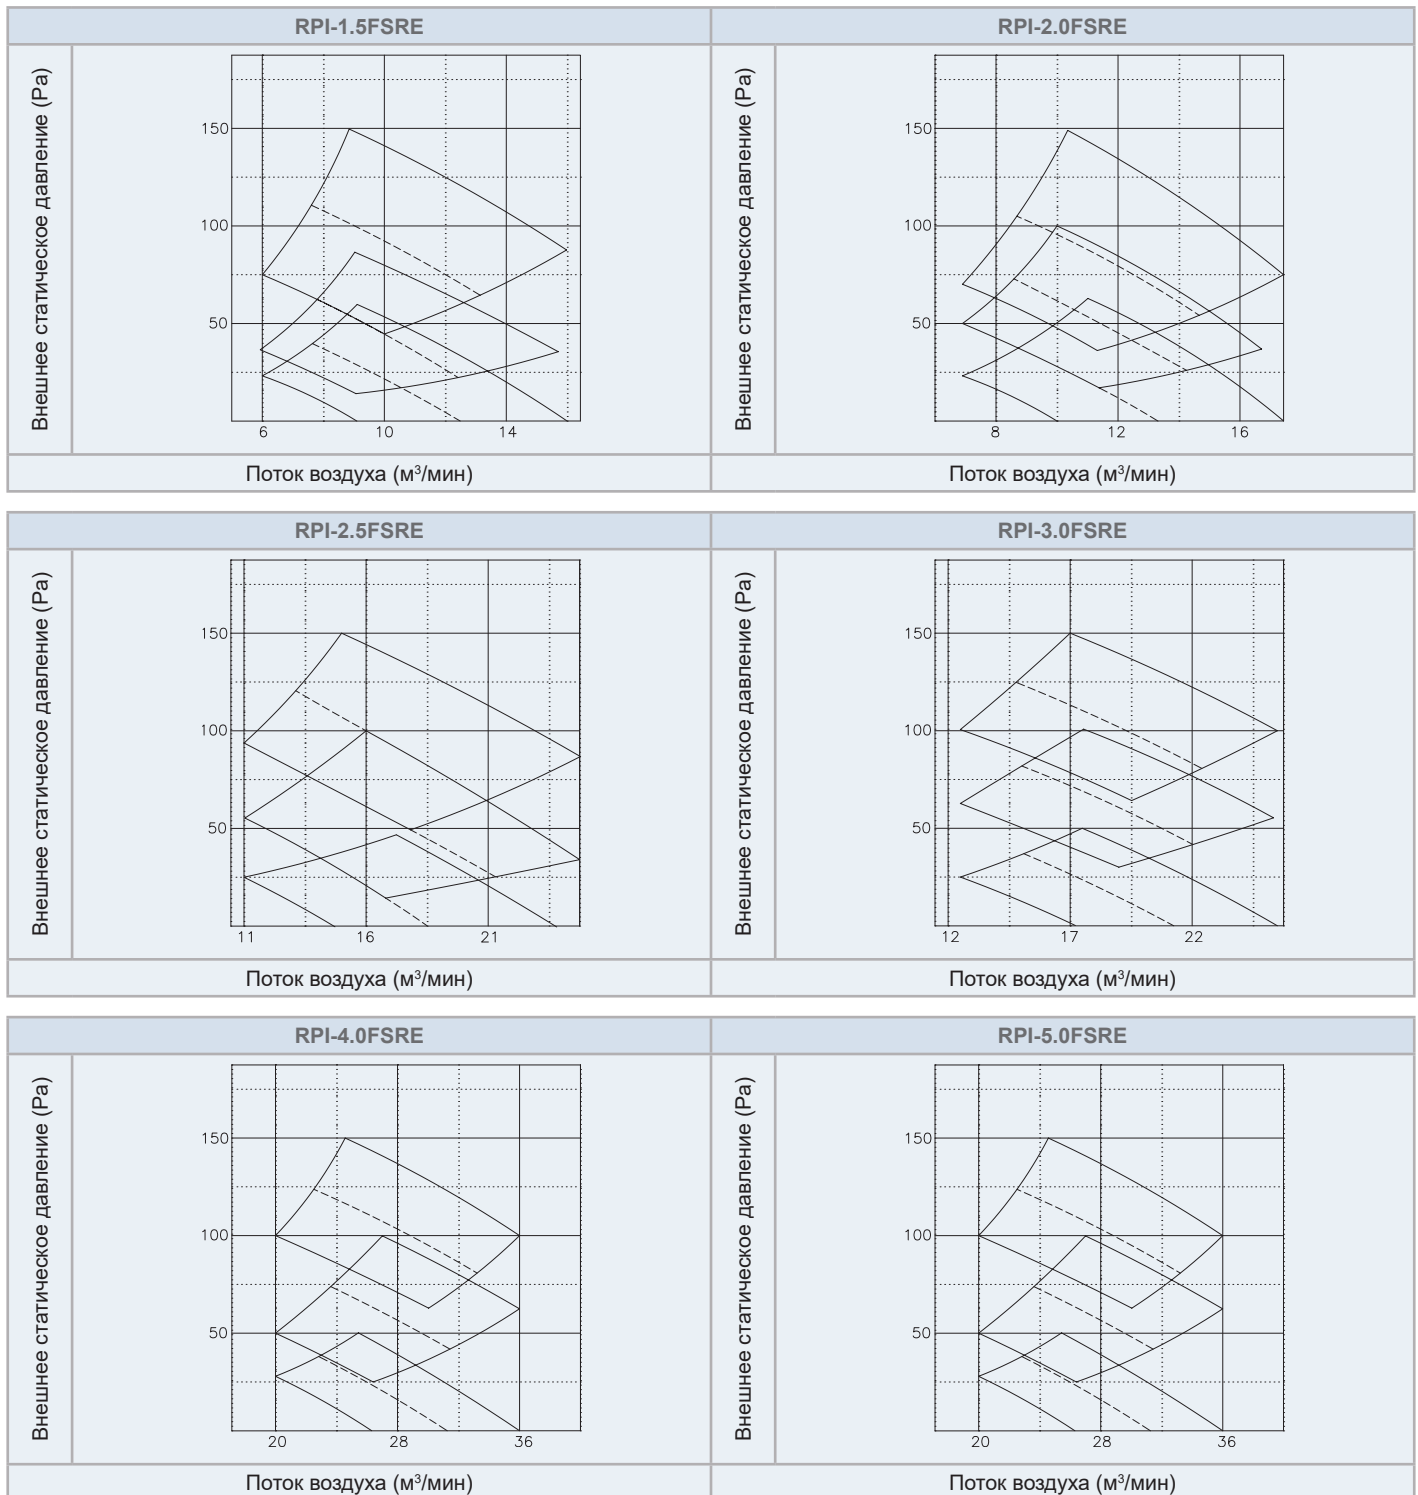 RPI-1.5FSRE
RPI-2.0FSRE
Внешнее статическое давление (Pa)
150
100
50
6 10 14
Внешнее статическое давление (Pa)
150
100
50
8 12 16
Поток воздуха (м³/мин)
Поток воздуха (м³/мин)
RPI-2.5FSRE
RPI-3.0FSRE
Внешнее статическое давление (Pa)
150
100
50
11 16 21
Внешнее статическое давление (Pa)
150
100
50
12 17 22
Поток воздуха (м³/мин)
Поток воздуха (м³/мин)
RPI-4.0FSRE
RPI-5.0FSRE
Внешнее статическое давление (Pa)
150
100
50
20 28 36
Внешнее статическое давление (Pa)
150
100
50
20 28 36
Поток воздуха (м³/мин)
Поток воздуха (м³/мин)